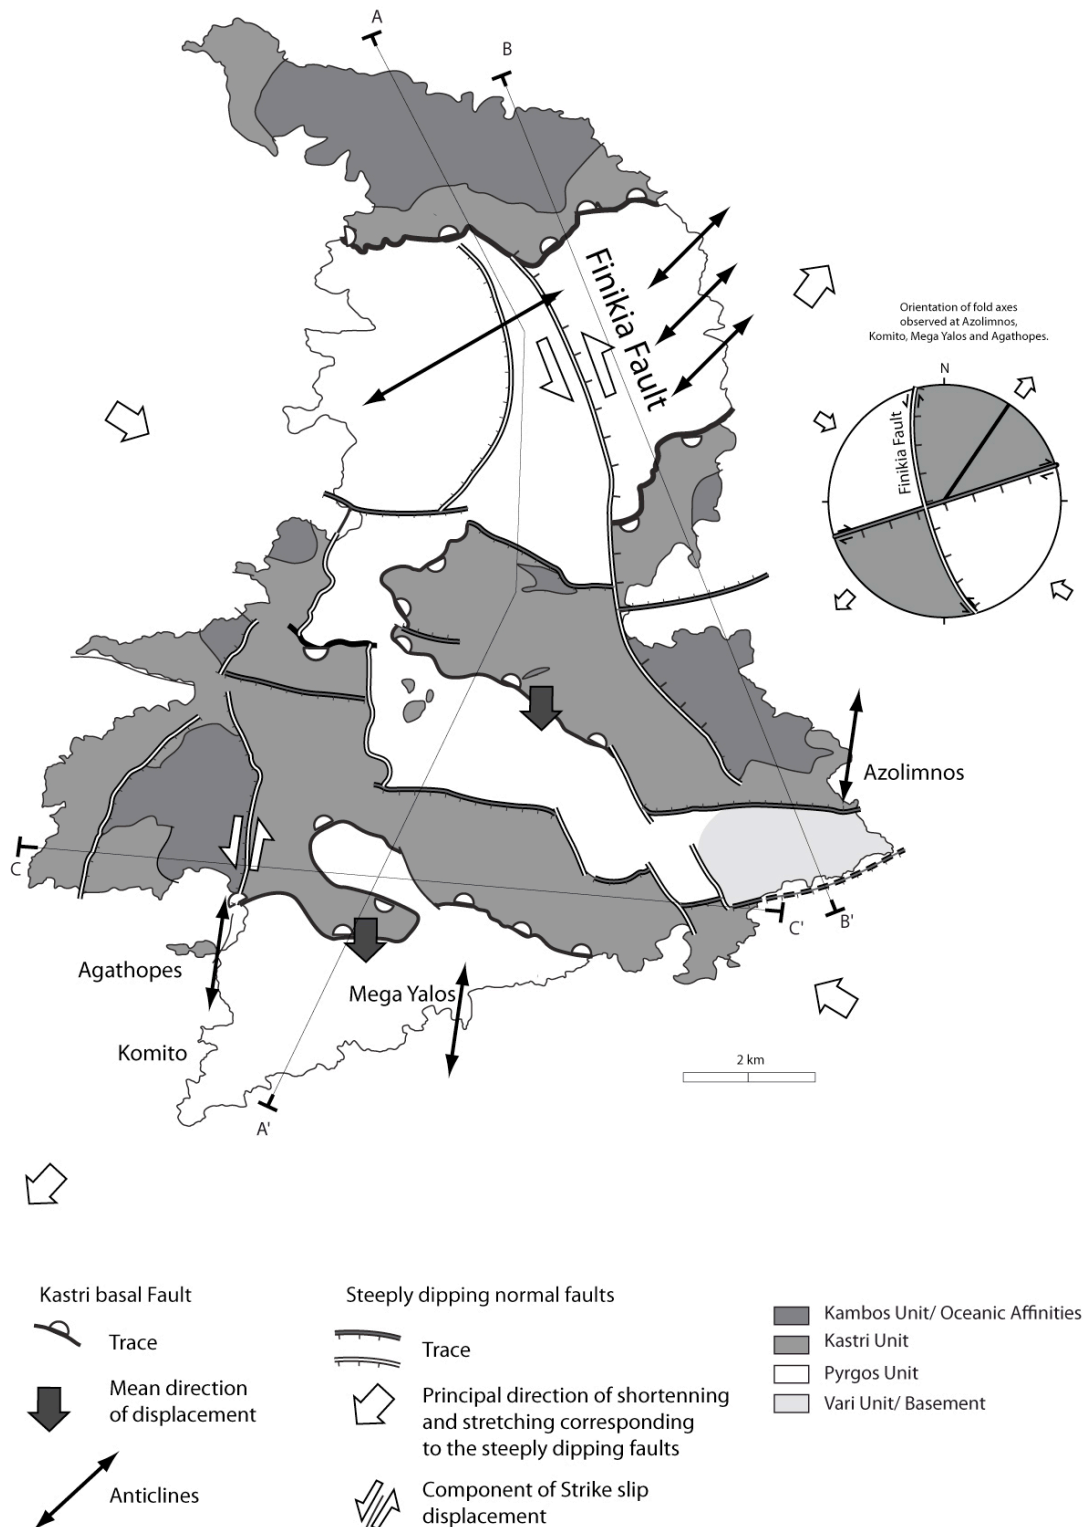 A
B
Finikia Fault
Orientation of fold axes
observed at Azolimnos,
Komito, Mega Yalos and Agathopes.
N
Finikia Fault
Azolimnos
C
C'
B'
Agathopes
Mega Yalos
Komito
2 km
A'
Kastri basal Fault
Trace
Mean direction
of displacement
Anticlines
Steeply dipping normal faults
Trace
Principal direction of shortenning
and stretching corresponding
to the steeply dipping faults
Component of Strike slip
displacement
Kambos Unit/ Oceanic Affinities
Kastri Unit
Pyrgos Unit
Vari Unit/ Basement